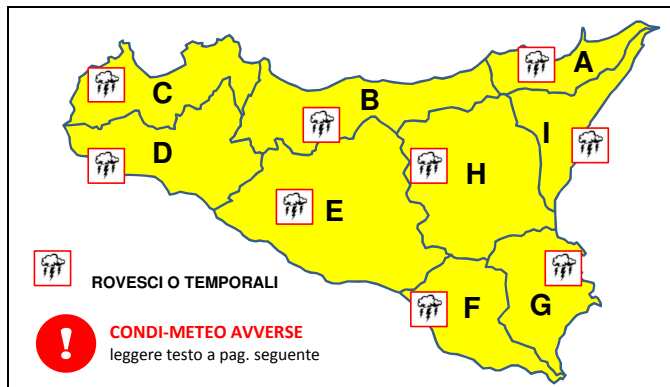 A
C
B
I
D
H
E
F
G
ROVESCI O TEMPORALI
! CONDI-METEO AVVERSE
leggere testo a pag. seguente